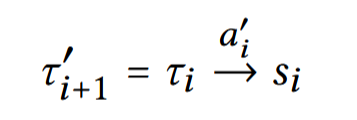 τ′ᵢ₊₁ = τᵢ —a′ᵢ→ sᵢ